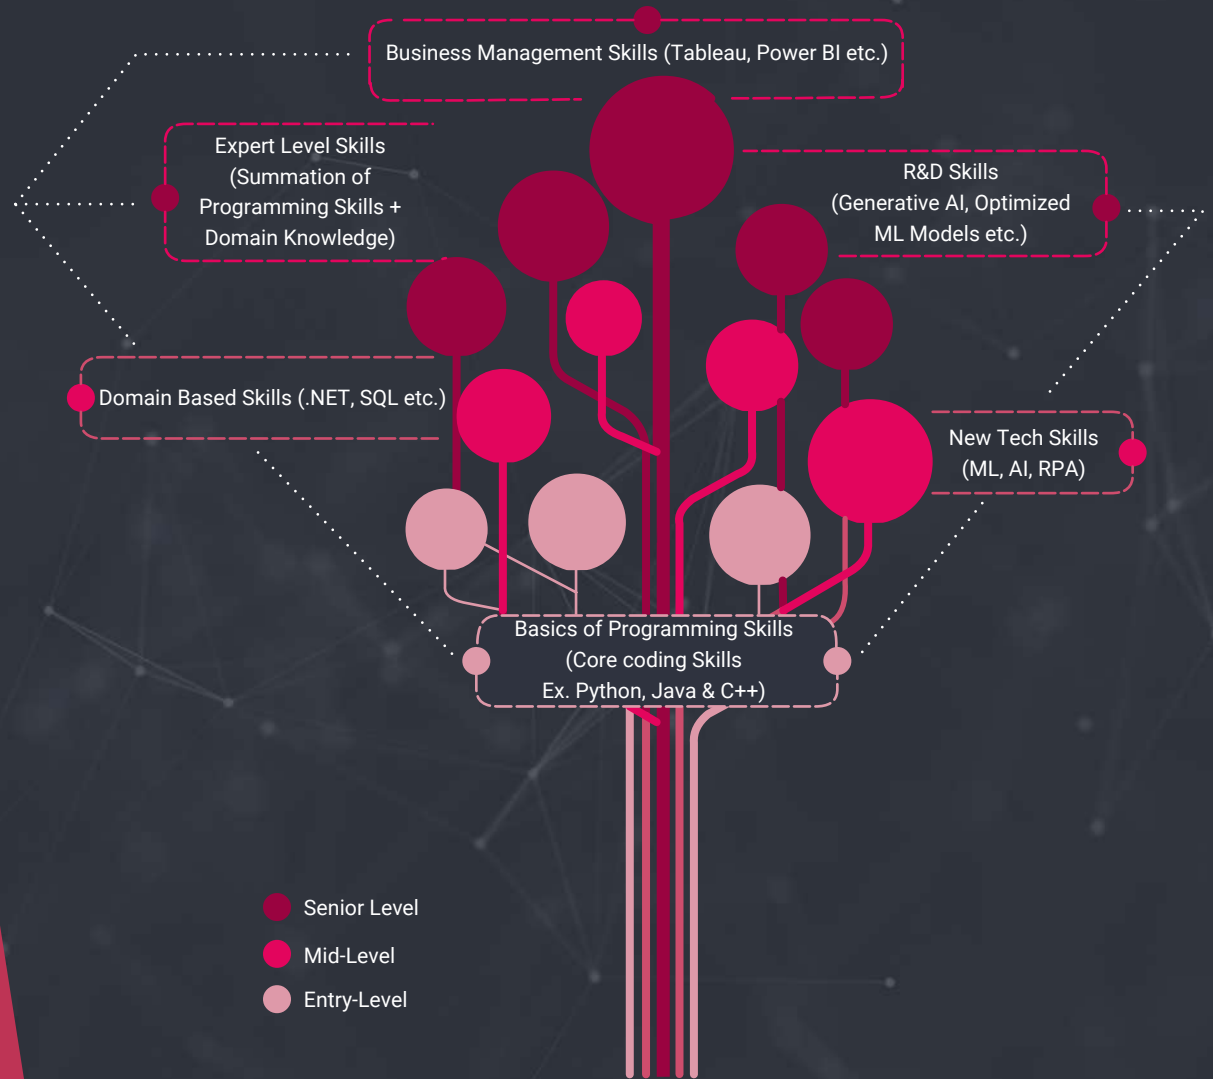 Business Management Skills (Tableau, Power BI etc.)
Expert Level Skills
(Summation of
Programming Skills +
Domain Knowledge)
R&D Skills
(Generative AI, Optimized
ML Models etc.)
Domain Based Skills (.NET, SQL etc.)
New Tech Skills
(ML, AI, RPA)
Basics of Programming Skills
(Core coding Skills
Ex. Python, Java & C++)
Senior Level
Mid-Level
Entry-Level